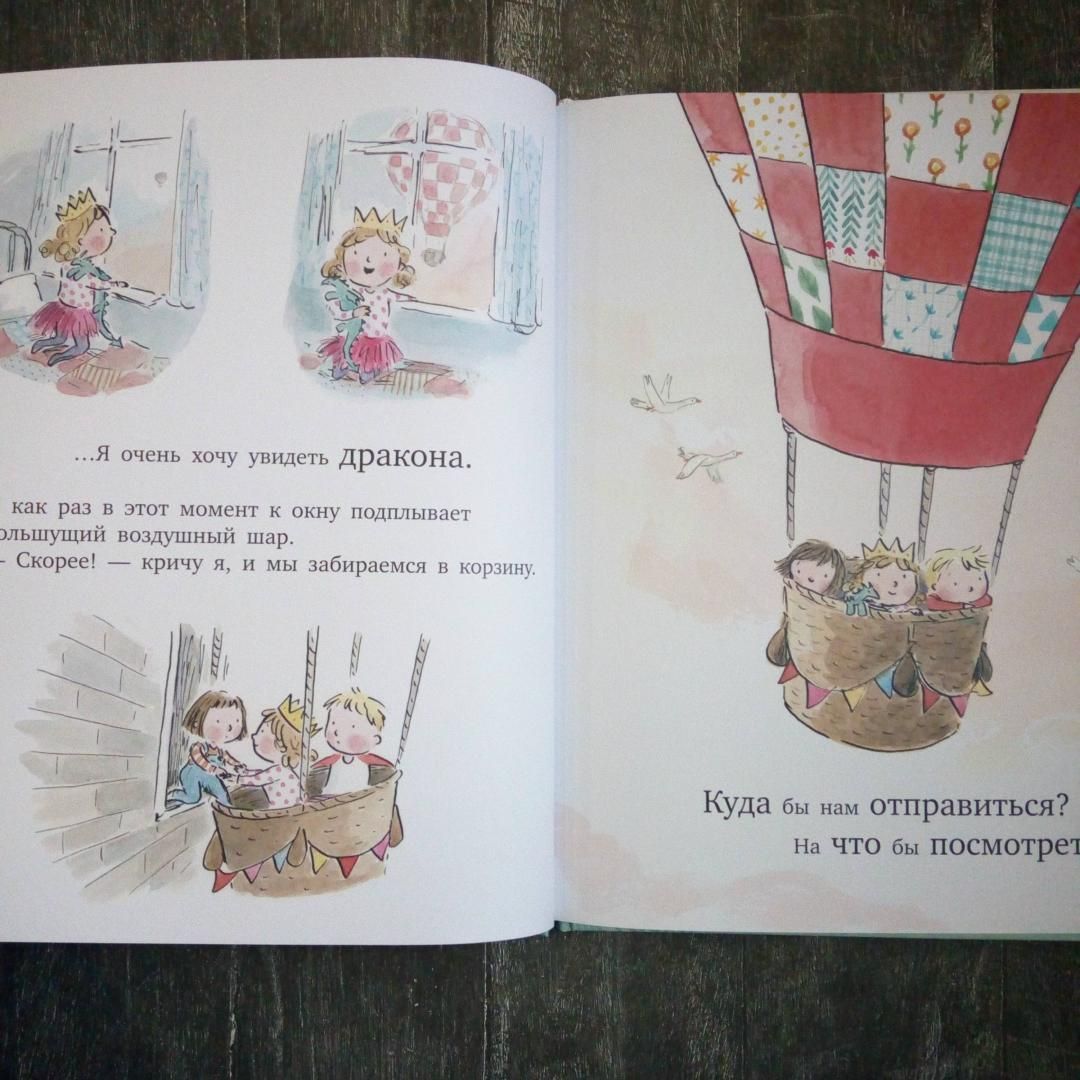 ...Я очень хочу увидеть дракона.
как раз в этот момент к окну подплывает
ольшущий воздушный шар.
— Скорее! — кричу я, и мы забираемся в корзину.
Куда бы нам отправиться?
На что бы посмотрет